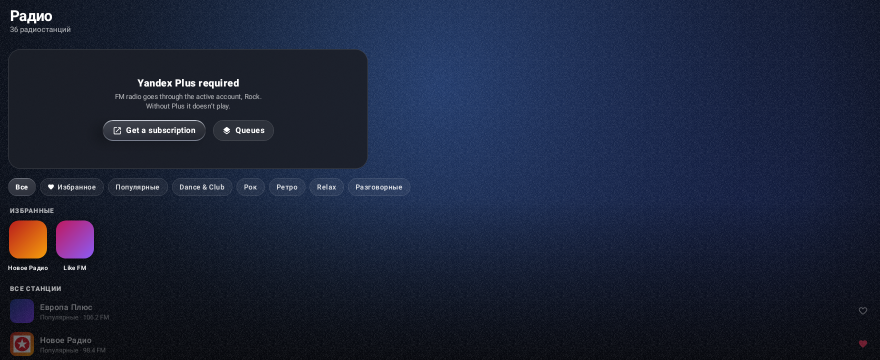 Радио
36 радиостанций
Yandex Plus required
FM radio goes through the active account, Rock.
Without Plus it doesn't play.
Get a subscription
Queues
Все
Избранное
Популярные
Dance & Club
Рок
Ретро
Relax
Разговорные
ИЗБРАННЫЕ
Новое Радио
Like FM
ВСЕ СТАНЦИИ
Европа Плюс
Популярные · 106.2 FM
Новое Радио
Популярные · 98.4 FM